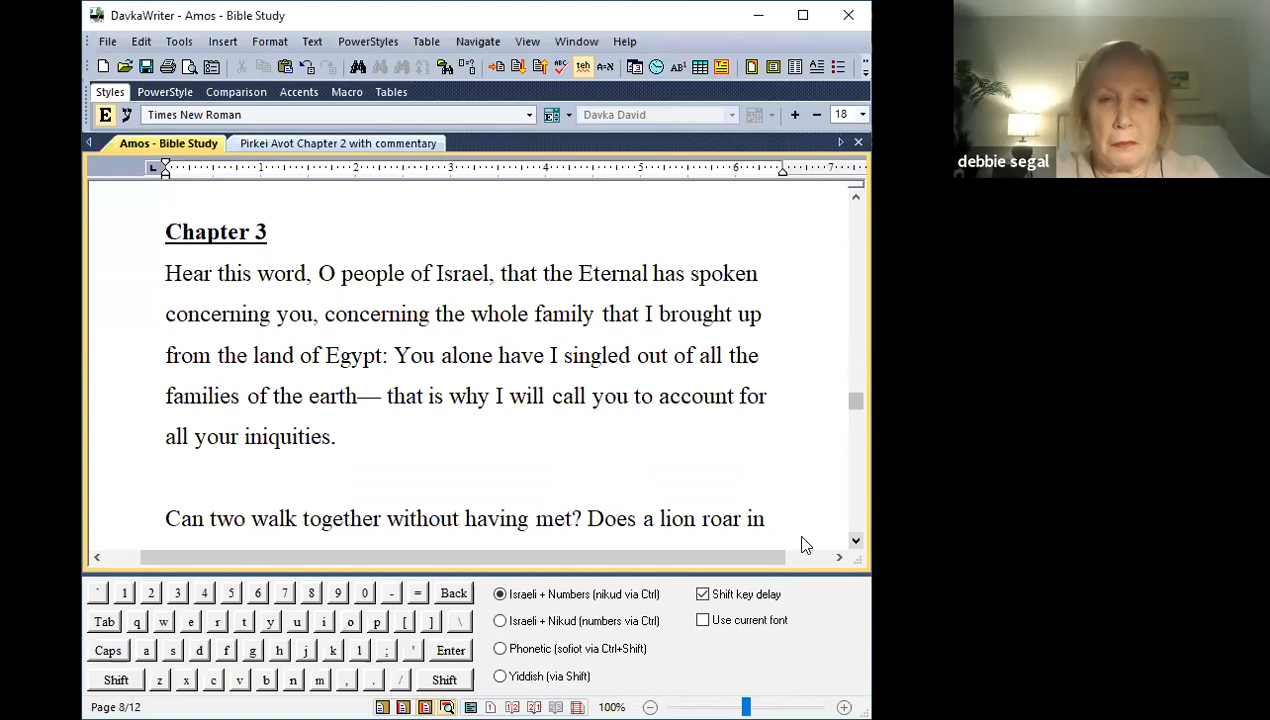 DavkaWriter - Amos - Bible Study
File Edit Tools Insert Format Text PowerStyles Table Navigate View Window Help
Styles PowerStyle Comparison Accents Macro Tables
E Times New Roman Davka David 18
Amos - Bible Study Pirkei Avot Chapter 2 with commentary
1 2 3 4 5 6 7
Chapter 3
Hear this word, O people of Israel, that the Eternal has spoken
concerning you, concerning the whole family that I brought up
from the land of Egypt: You alone have I singled out of all the
families of the earth— that is why I will call you to account for
all your iniquities.
Can two walk together without having met? Does a lion roar in
` 1 2 3 4 5 6 7 8 9 0 - = Back
Tab q w e r t y u i o p [ ] \
Caps a s d f g h j k l ; ' Enter
Shift z x c v b n m , . / Shift
Israeli + Numbers (nikud via Ctrl)
Israeli + Nikud (numbers via Ctrl)
Phonetic (sofiot via Ctrl+Shift)
Yiddish (via Shift)
Shift key delay
Use current font
Page 8/12 100%
debbie segal